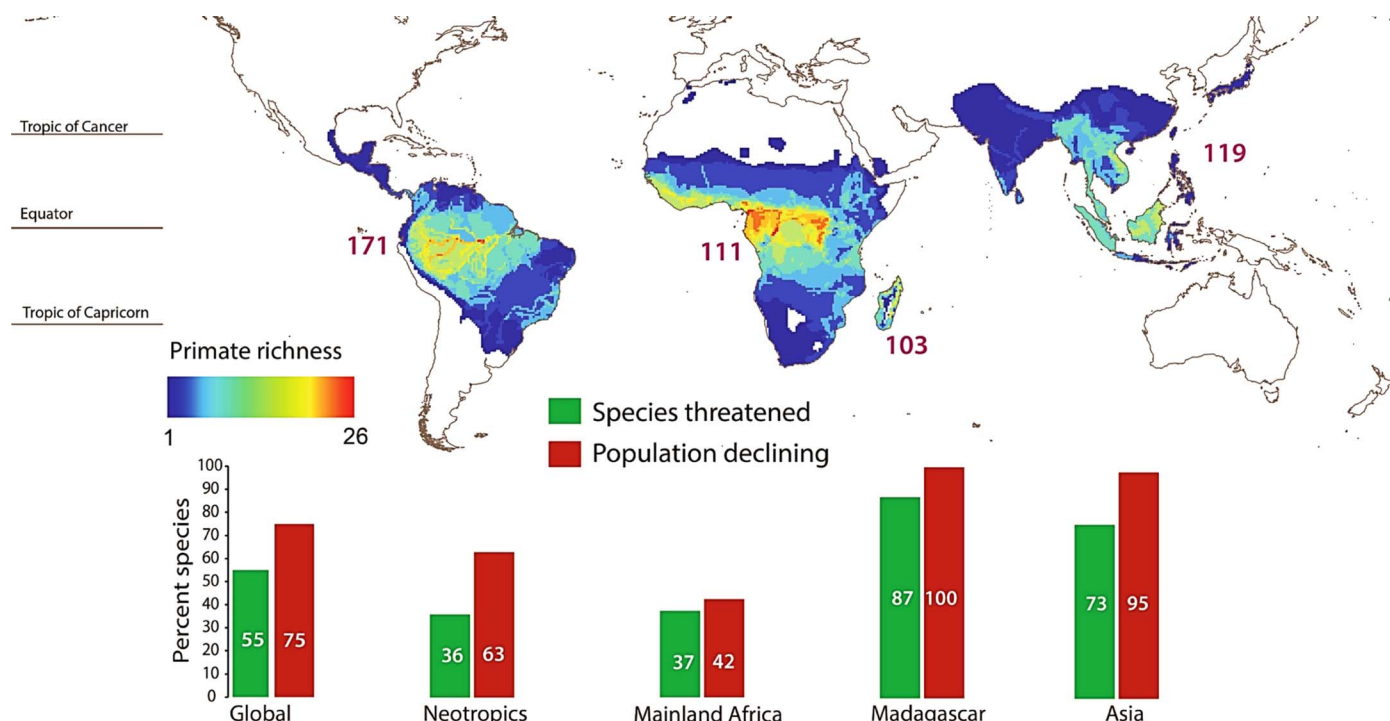 Tropic of Cancer
119
Equator
171
111
Tropic of Capricorn
103
Primate richness
1 26
Species threatened
Population declining
Percent species
100
90
80
70
60
50
40
30
20
10
0
55 75
36 63
37 42
87 100
73 95
Global Neotropics Mainland Africa Madagascar Asia